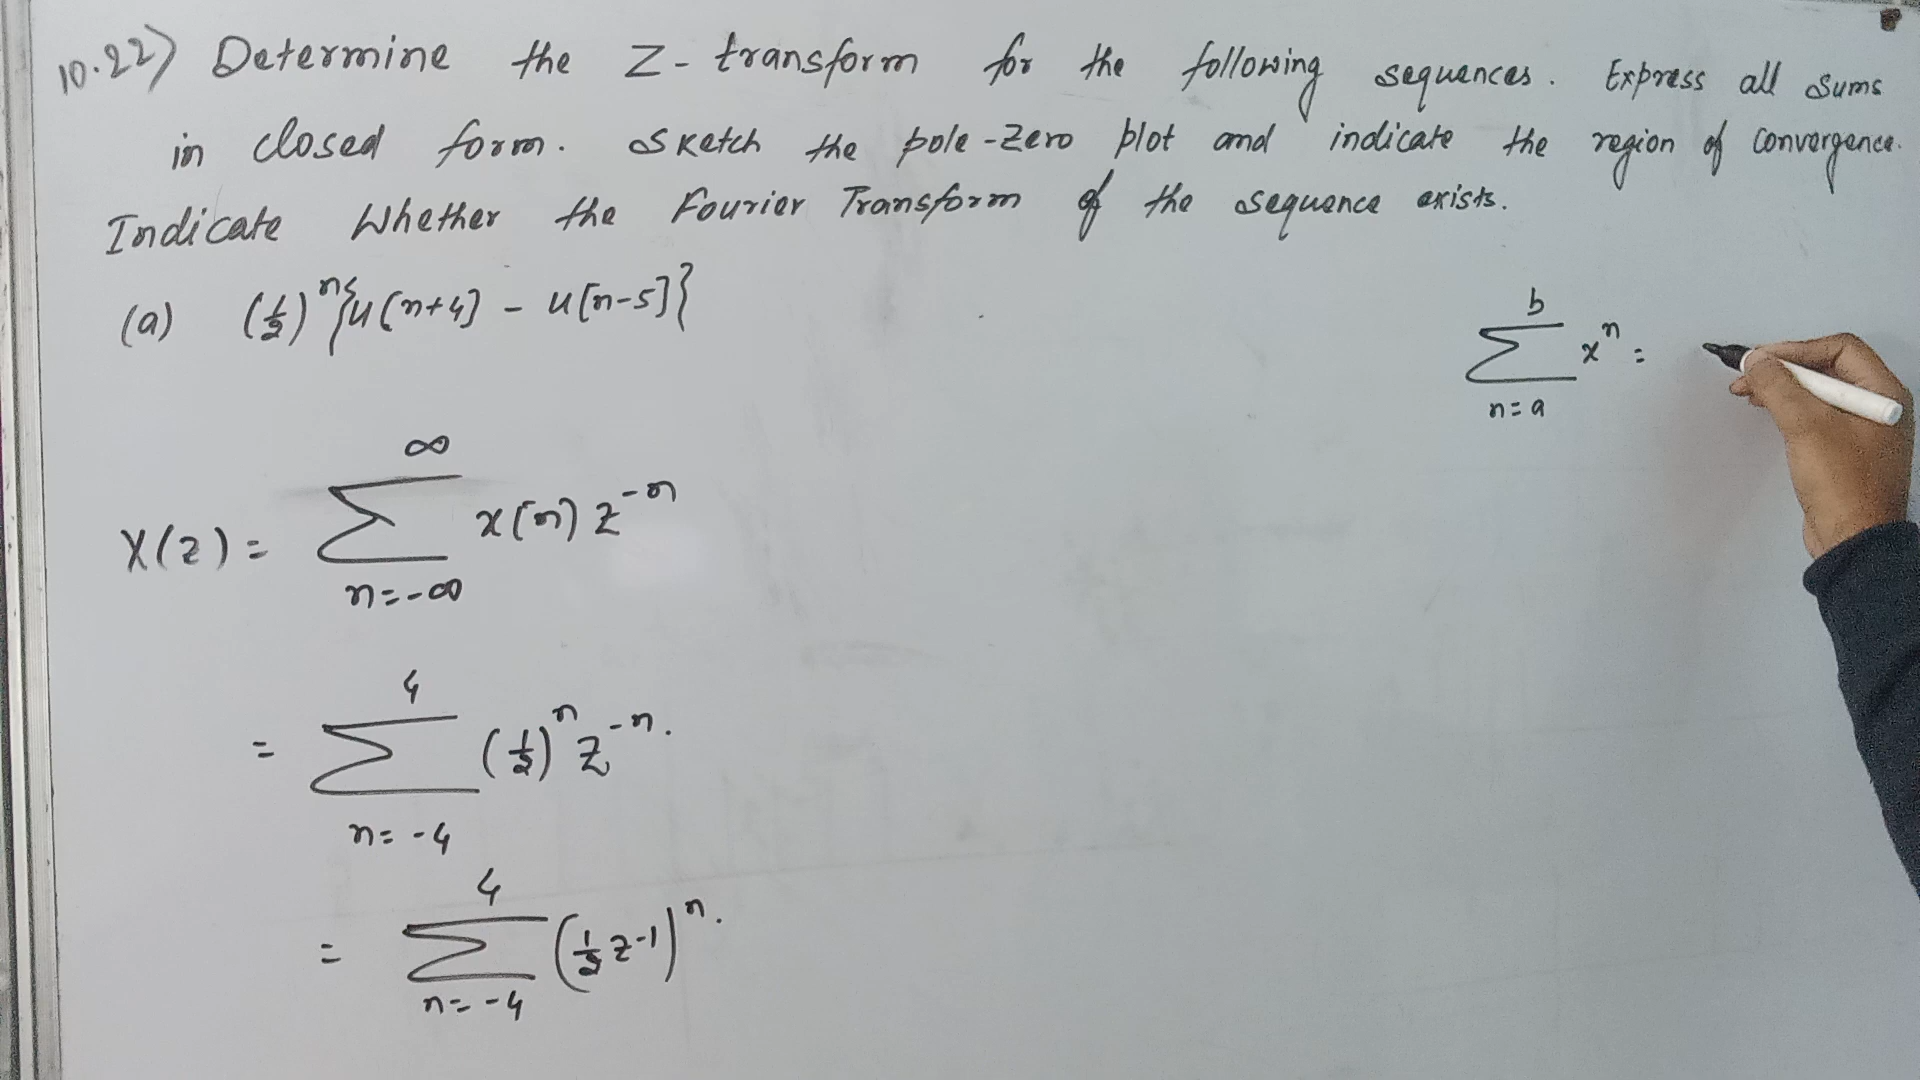 10.22) Determine the Z-transform for the following sequences. Express all sums
in closed form. Sketch the pole-zero plot and indicate the region of convergence.
Indicate Whether the Fourier Transform of the sequence exists.
(a) (1/2)^n {u[n+4] - u[n-5]}
b
Σ x^n =
n=a
∞
X(z) = Σ x[n] z^-n
n=-∞
4
= Σ (1/2)^n z^-n.
n=-4
4
= Σ (1/2 z^-1)^n.
n=-4